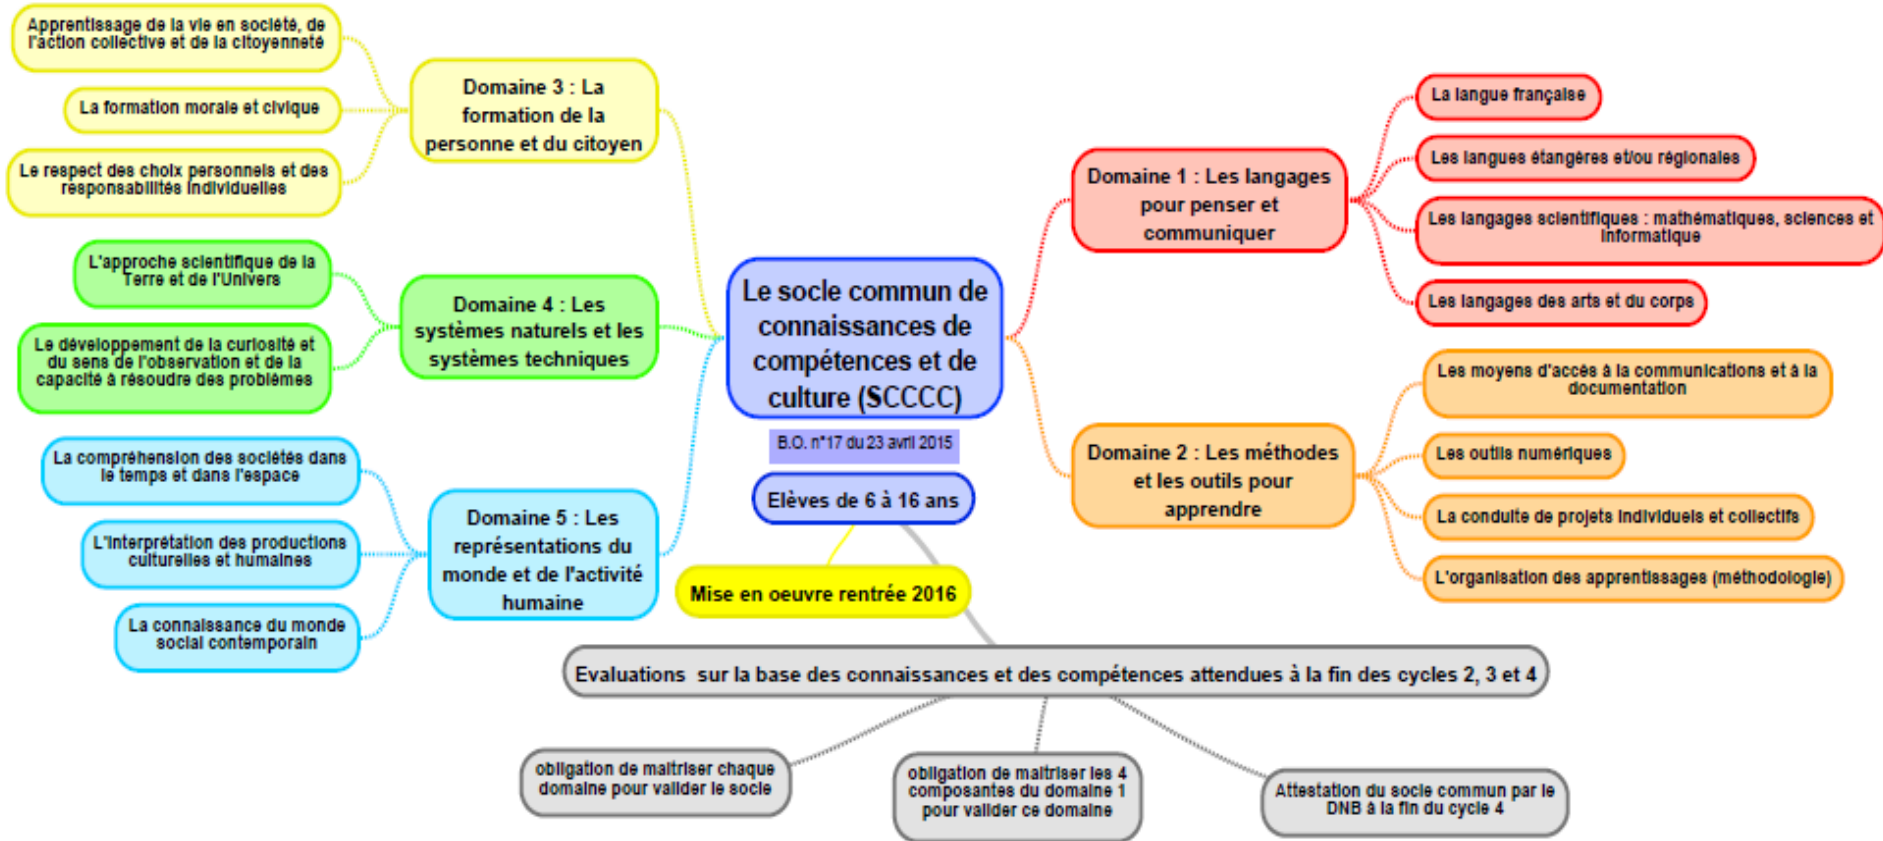 Le socle commun de
connaissances de
compétences et de
culture (SCCCC)
B.O. n°17 du 23 avril 2015
Elèves de 6 à 16 ans
Mise en oeuvre rentrée 2016
Domaine 1 : Les langages
pour penser et
communiquer
La langue française
Les langues étangères et/ou régionales
Les langages scientifiques : mathématiques, sciences et
informatique
Les langages des arts et du corps
Domaine 2 : Les méthodes
et les outils pour
apprendre
Les moyens d'accès à la communications et à la
documentation
Les outils numériques
La conduite de projets individuels et collectifs
L'organisation des apprentissages (méthodologie)
Domaine 3 : La
formation de la
personne et du citoyen
Apprentissage de la vie en société, de
l'action collective et de la citoyenneté
La formation morale et civique
Le respect des choix personnels et des
responsabilités individuelles
Domaine 4 : Les
systèmes naturels et les
systèmes techniques
L'approche scientifique de la
Terre et de l'Univers
Le développement de la curiosité et
du sens de l'observation et de la
capacité à résoudre des problèmes
Domaine 5 : Les
représentations du
monde et de l'activité
humaine
La compréhension des sociétés dans
le temps et dans l'espace
L'interprétation des productions
culturelles et humaines
La connaissance du monde
social contemporain
Evaluations sur la base des connaissances et des compétences attendues à la fin des cycles 2, 3 et 4
obligation de maitriser chaque
domaine pour valider le socle
obligation de maitriser les 4
composantes du domaine 1
pour valider ce domaine
Attestation du socle commun par le
DNB à la fin du cycle 4